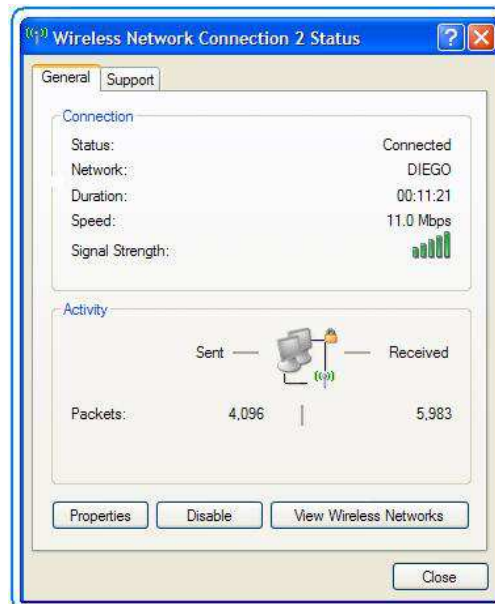 Wireless Network Connection 2 Status
General Support
Connection
Status: Connected
Network: DIEGO
Duration: 00:11:21
Speed: 11.0 Mbps
Signal Strength:
Activity
Sent Received
Packets: 4,096 5,983
Properties Disable View Wireless Networks
Close